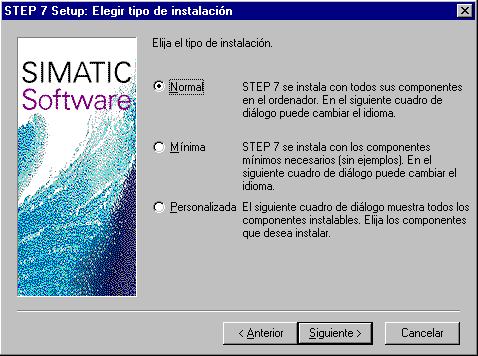 STEP 7 Setup: Elegir tipo de instalación
Elija el tipo de instalación.
SIMATIC
Software
Normal
STEP 7 se instala con todos sus componentes
en el ordenador. En el siguiente cuadro de
diálogo puede cambiar el idioma.
Mínima
STEP 7 se instala con los componentes
mínimos necesarios (sin ejemplos). En el
siguiente cuadro de diálogo puede cambiar el
idioma.
Personalizada
El siguiente cuadro de diálogo muestra todos los
componentes instalables. Elija los componentes
que desea instalar.
< Anterior
Siguiente >
Cancelar